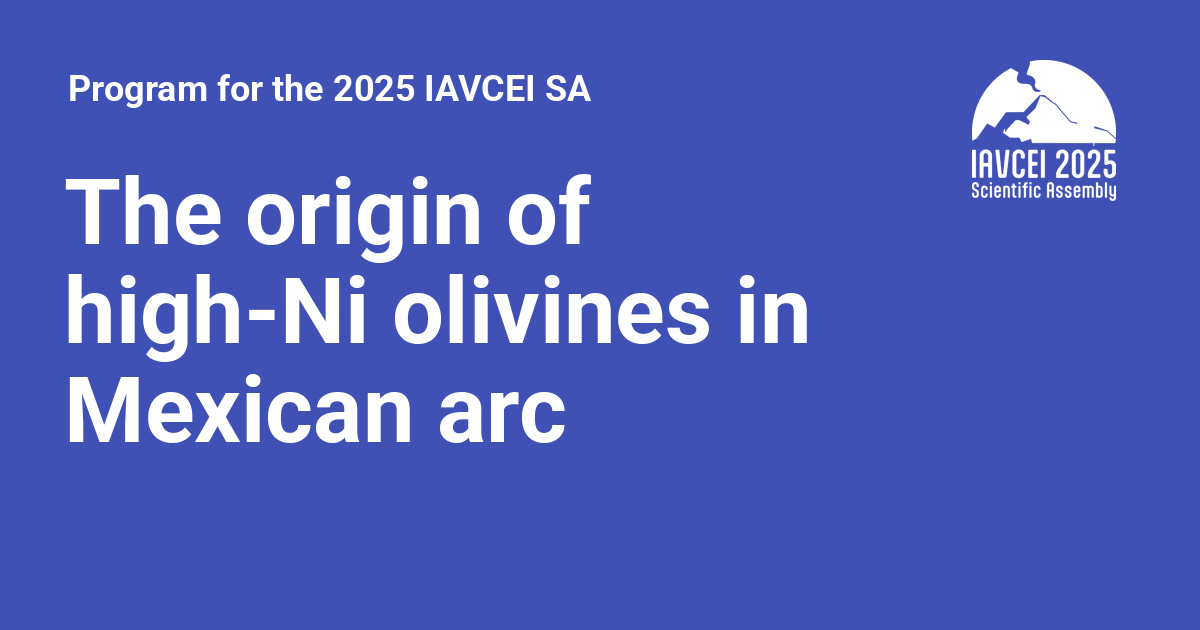 Program for the 2025 IAVCEI SA
IAVCEI 2025
Scientific Assembly
The origin of
high-Ni olivines in
Mexican arc